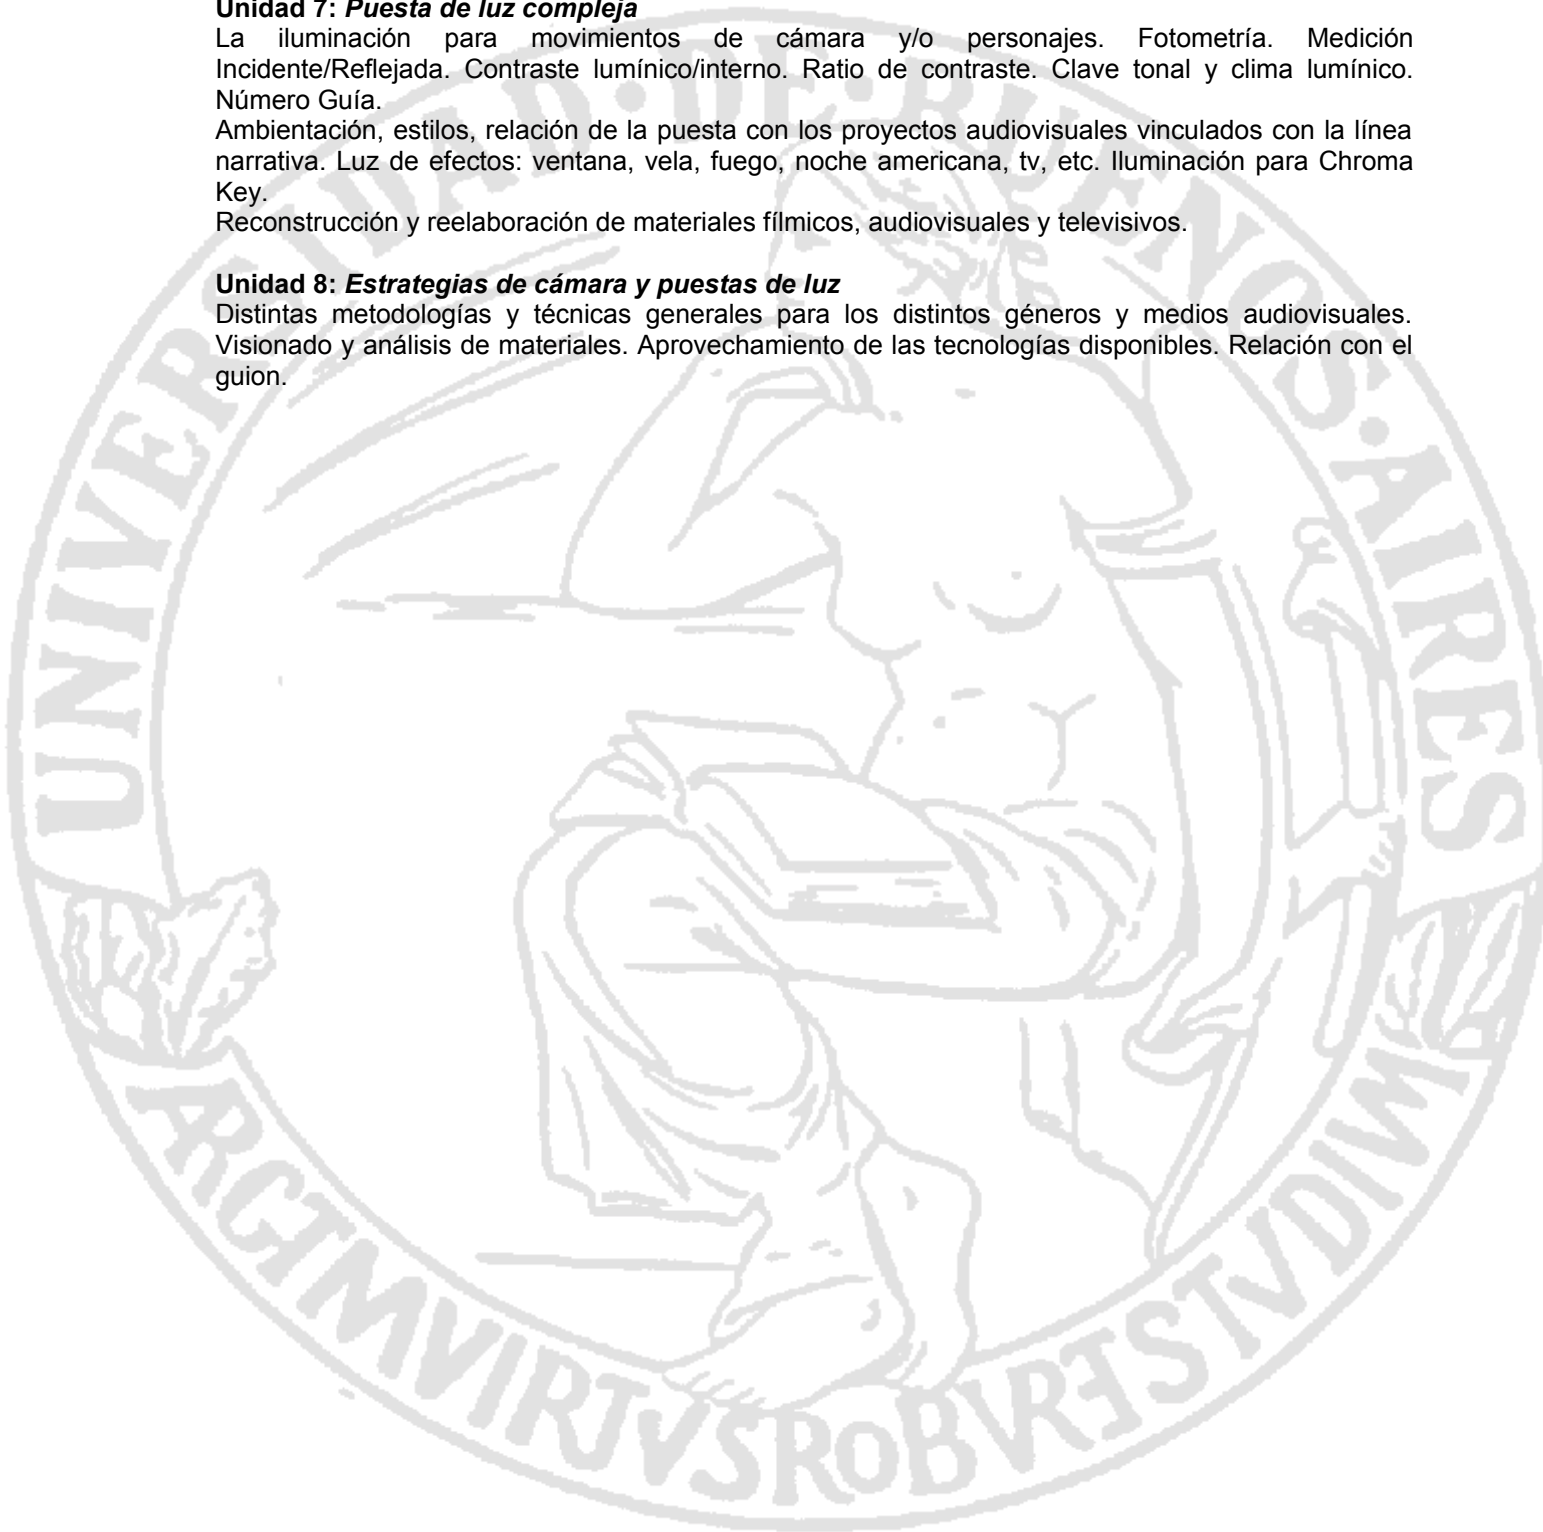 Unidad 7: Puesta de luz compleja
La iluminación para movimientos de cámara y/o personajes. Fotometría. Medición
Incidente/Reflejada. Contraste lumínico/interno. Ratio de contraste. Clave tonal y clima lumínico.
Número Guía.
Ambientación, estilos, relación de la puesta con los proyectos audiovisuales vinculados con la línea
narrativa. Luz de efectos: ventana, vela, fuego, noche americana, tv, etc. Iluminación para Chroma
Key.
Reconstrucción y reelaboración de materiales fílmicos, audiovisuales y televisivos.
Unidad 8: Estrategias de cámara y puestas de luz
Distintas metodologías y técnicas generales para los distintos géneros y medios audiovisuales.
Visionado y análisis de materiales. Aprovechamiento de las tecnologías disponibles. Relación con el
guion.
UNIVERSIDAD•DE•BUENOS•AIRES
ARGTMVIRTVSROBVRETSTVDIVM